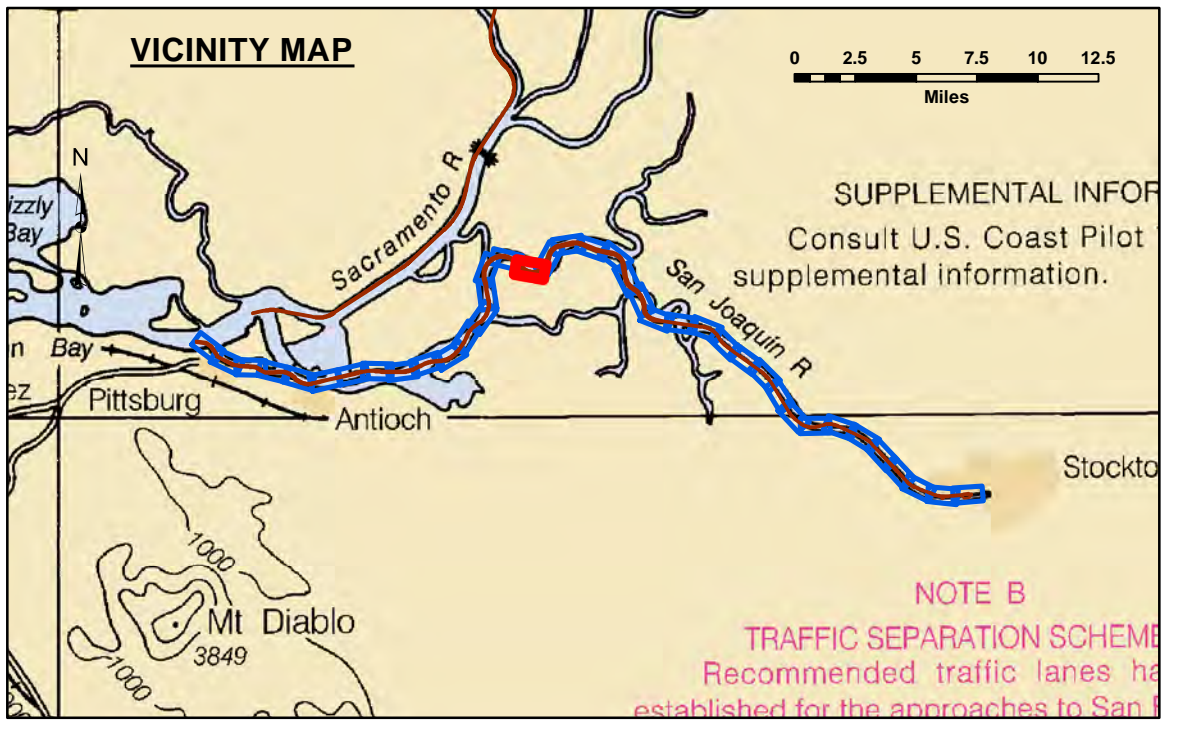 VICINITY MAP
0 2.5 5 7.5 10 12.5
Miles
N
izzly
Bay
Sacramento R
SUPPLEMENTAL INFOR
Consult U.S. Coast Pilot
supplemental information.
San Joaquin R
n Bay
ez
Pittsburg
Antioch
Stockto
1000
Mt Diablo
3849
1000
NOTE B
TRAFFIC SEPARATION SCHEME
Recommended traffic lanes ha
established for the approaches to San F